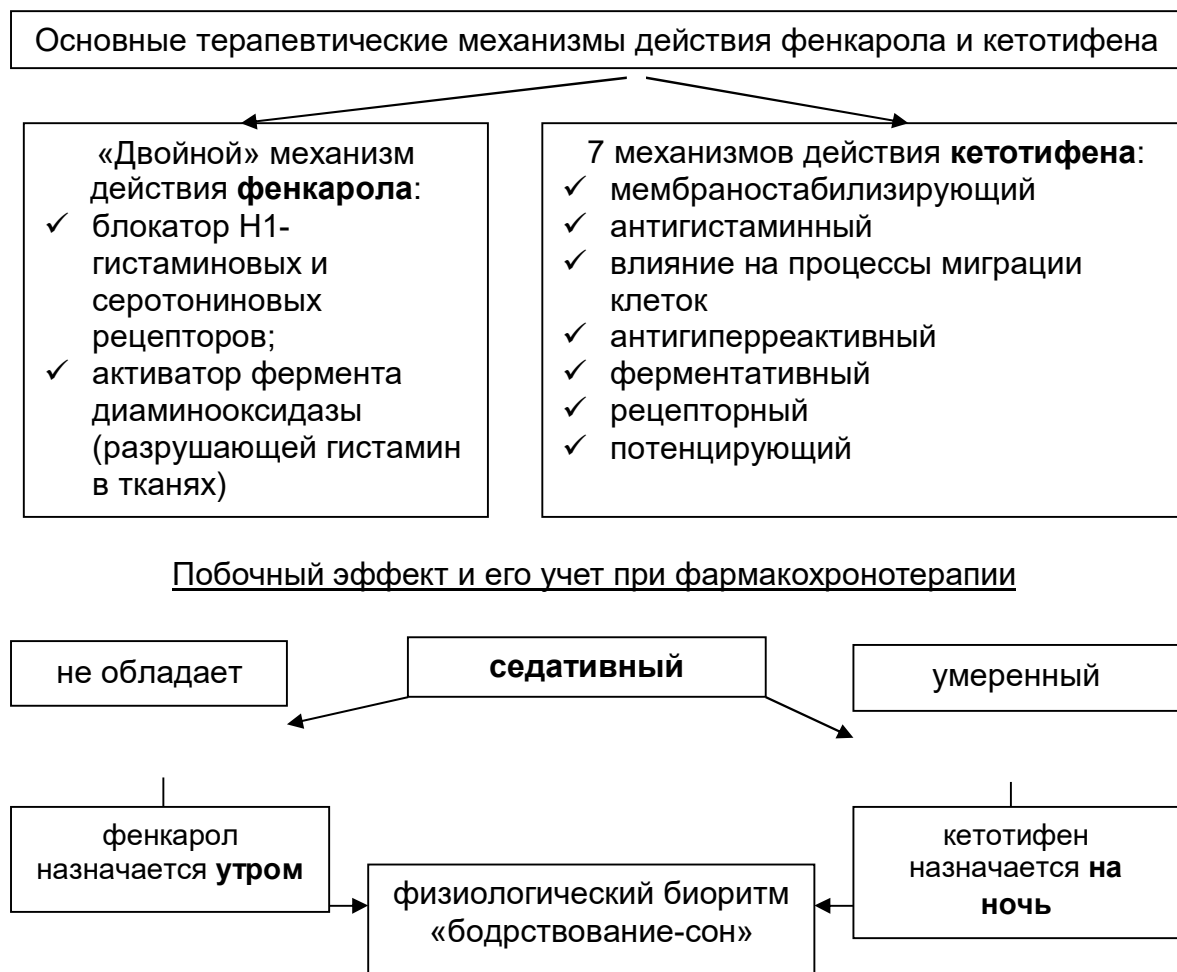 Основные терапевтические механизмы действия фенкарола и кетотифена
«Двойной» механизм
действия фенкарола:
✓ блокатор Н1-
гистаминовых и
серотониновых
рецепторов;
✓ активатор фермента
диаминооксидазы
(разрушающей гистамин
в тканях)
7 механизмов действия кетотифена:
✓ мембраностабилизирующий
✓ антигистаминный
✓ влияние на процессы миграции
клеток
✓ антигиперреактивный
✓ ферментативный
✓ рецепторный
✓ потенцирующий
Побочный эффект и его учет при фармакохронотерапии
не обладает
седативный
умеренный
фенкарол
назначается утром
физиологический биоритм
«бодрствование-сон»
кетотифен
назначается на
ночь